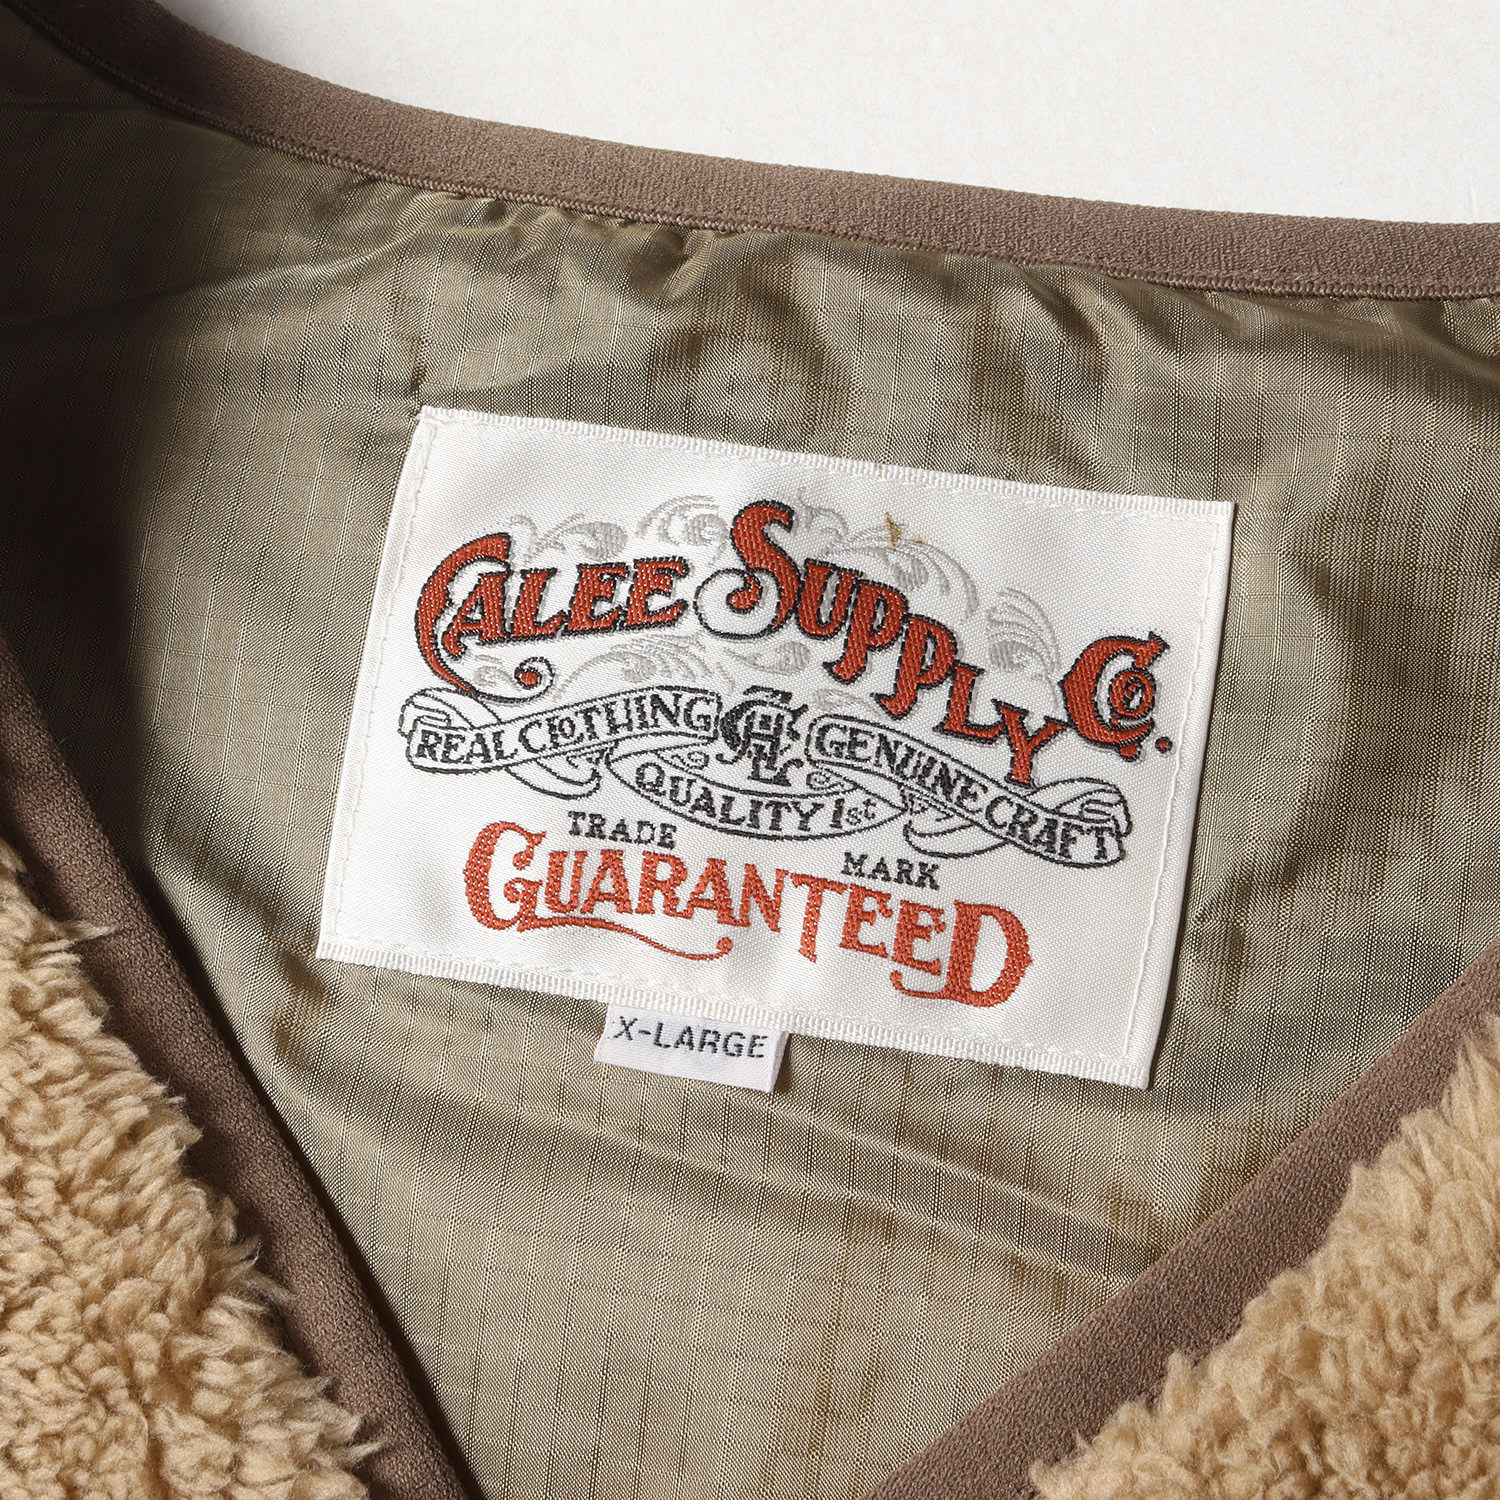 CALEE SUPPLY Co.
REAL CLOTHING GENUINE CRAFT
QUALITY 1st
TRADE MARK
GUARANTEED
X-LARGE